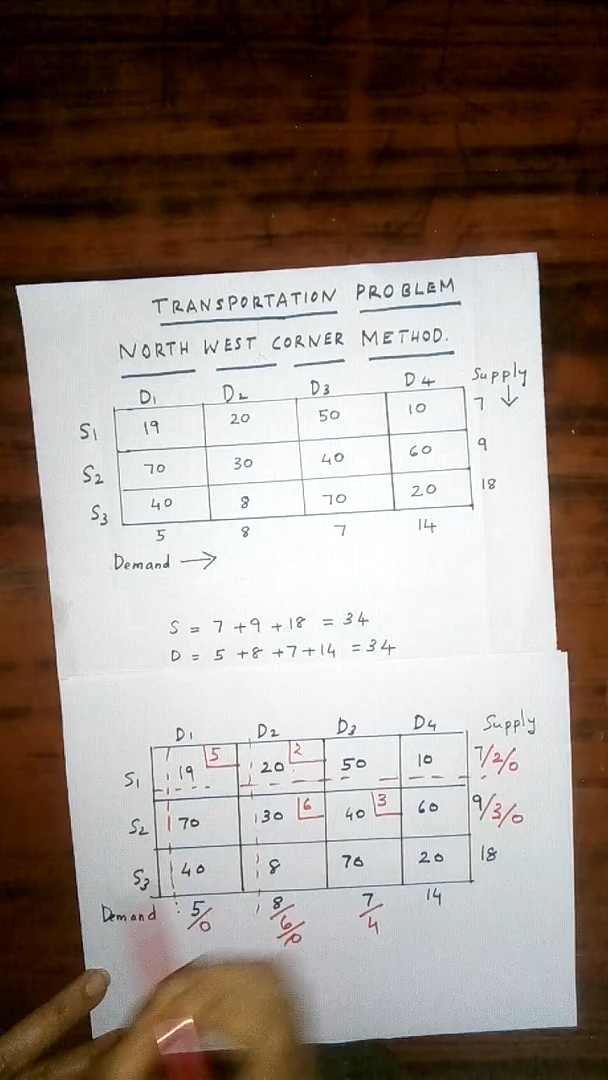 TRANSPORTATION PROBLEM
NORTH WEST CORNER METHOD.
D1 D2 D3 D4 Supply ↓
S1 19 20 50 10 7
S2 70 30 40 60 9
S3 40 8 70 20 18
5 8 7 14
Demand →
S = 7 +9 +18 = 34
D = 5 +8 +7+14 =34
D1 D2 D3 D4 Supply
S1 19 5 20 2 50 10 7/2/0
S2 70 30 6 40 3 60 9/3/0
S3 40 8 70 20 18
Demand 5/0 8/6/0 7/4 14